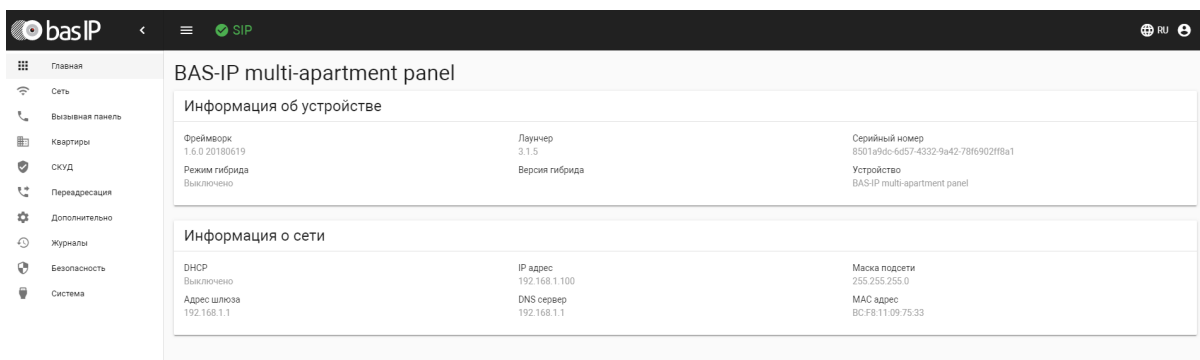 bas IP
SIP
RU
Главная
Сеть
Вызывная панель
Квартиры
СКУД
Переадресация
Дополнительно
Журналы
Безопасность
Система
BAS-IP multi-apartment panel
Информация об устройстве
Фреймворк
1.6.0 20180619
Лаунчер
3.1.5
Серийный номер
8501a9dc-6d57-4332-9a42-78f6902ff8a1
Режим гибрида
Выключено
Версия гибрида
Устройство
BAS-IP multi-apartment panel
Информация о сети
DHCP
Выключено
IP адрес
192.168.1.100
Маска подсети
255.255.255.0
Адрес шлюза
192.168.1.1
DNS сервер
192.168.1.1
MAC адрес
BC:F8:11:09:75:33